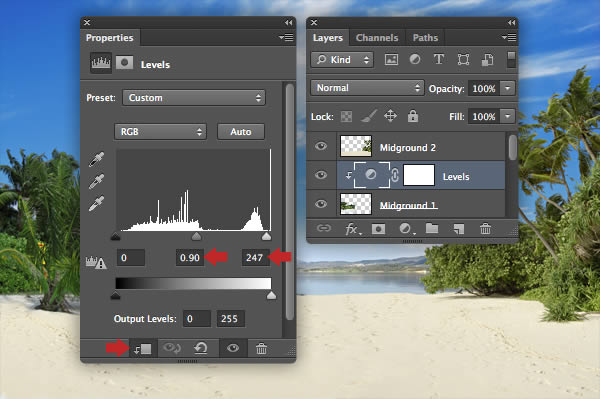 Properties
Levels
Preset: Custom
RGB Auto
0 0.90 247
Output Levels: 0 255
Layers Channels Paths
Kind T
Normal Opacity: 100%
Lock: Fill: 100%
Midground 2
Levels
Midground 1
fx